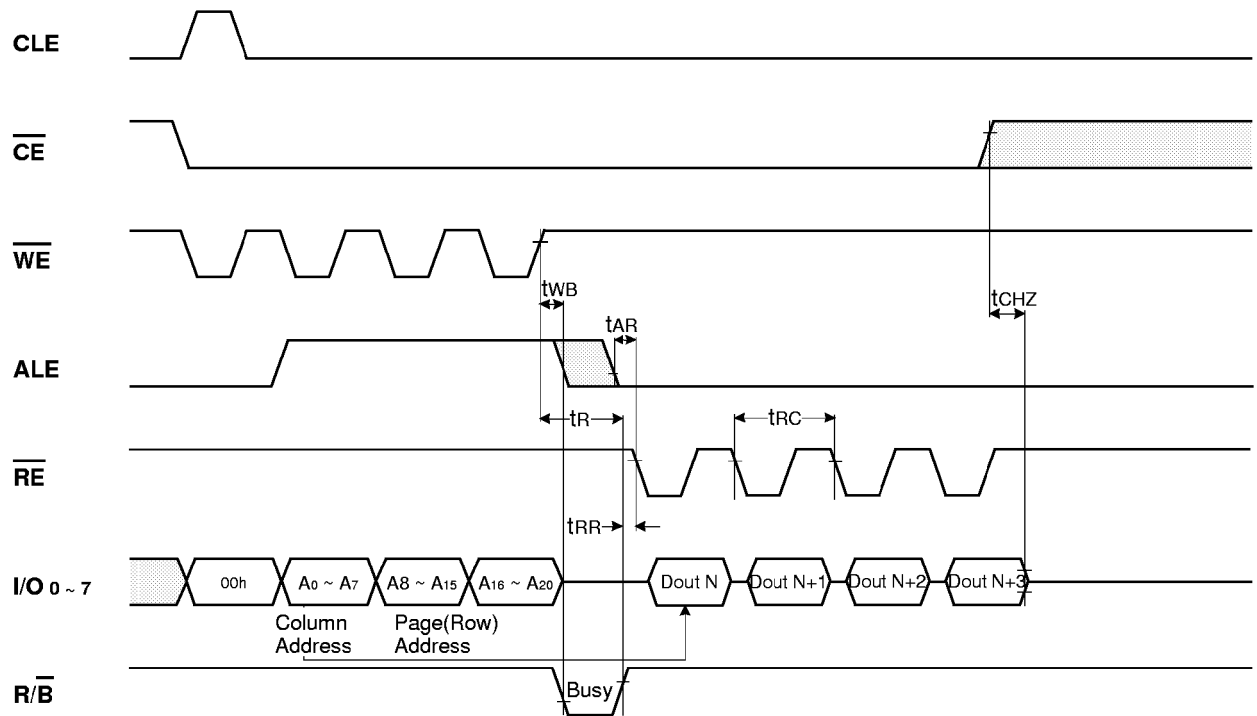 CLE
CE
WE
tWB
tCHZ
tAR
ALE
tR
tRC
RE
tRR
I/O 0 ~ 7
00h
A0 ~ A7
A8 ~ A15
A16 ~ A20
Dout N
Dout N+1
Dout N+2
Dout N+3
Column
Address
Page(Row)
Address
R/B
Busy